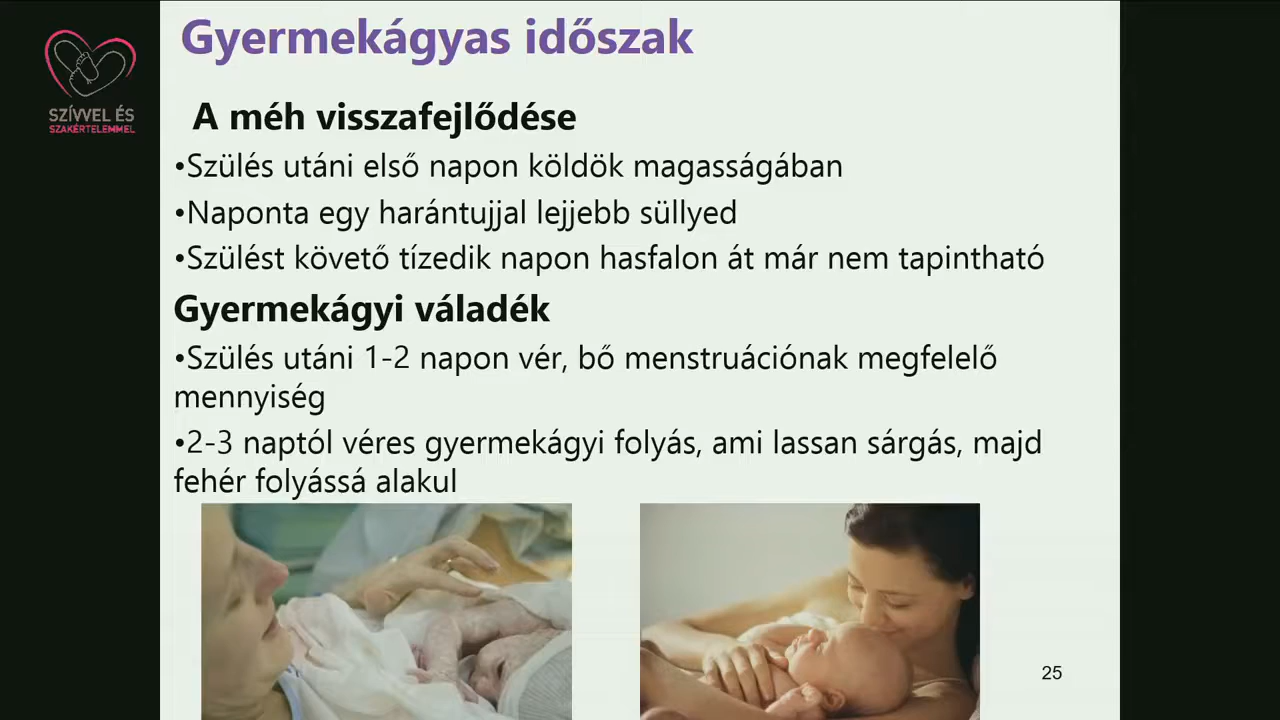 SZÍVVEL ÉS
SZAKÉRTELEMMEL
Gyermekágyas időszak
A méh visszafejlődése
•Szülés utáni első napon köldök magasságában
•Naponta egy harántujjal lejjebb süllyed
•Szülést követő tízedik napon hasfalon át már nem tapintható
Gyermekágyi váladék
•Szülés utáni 1-2 napon vér, bő menstruációnak megfelelő
mennyiség
•2-3 naptól véres gyermekágyi folyás, ami lassan sárgás, majd
fehér folyássá alakul
25